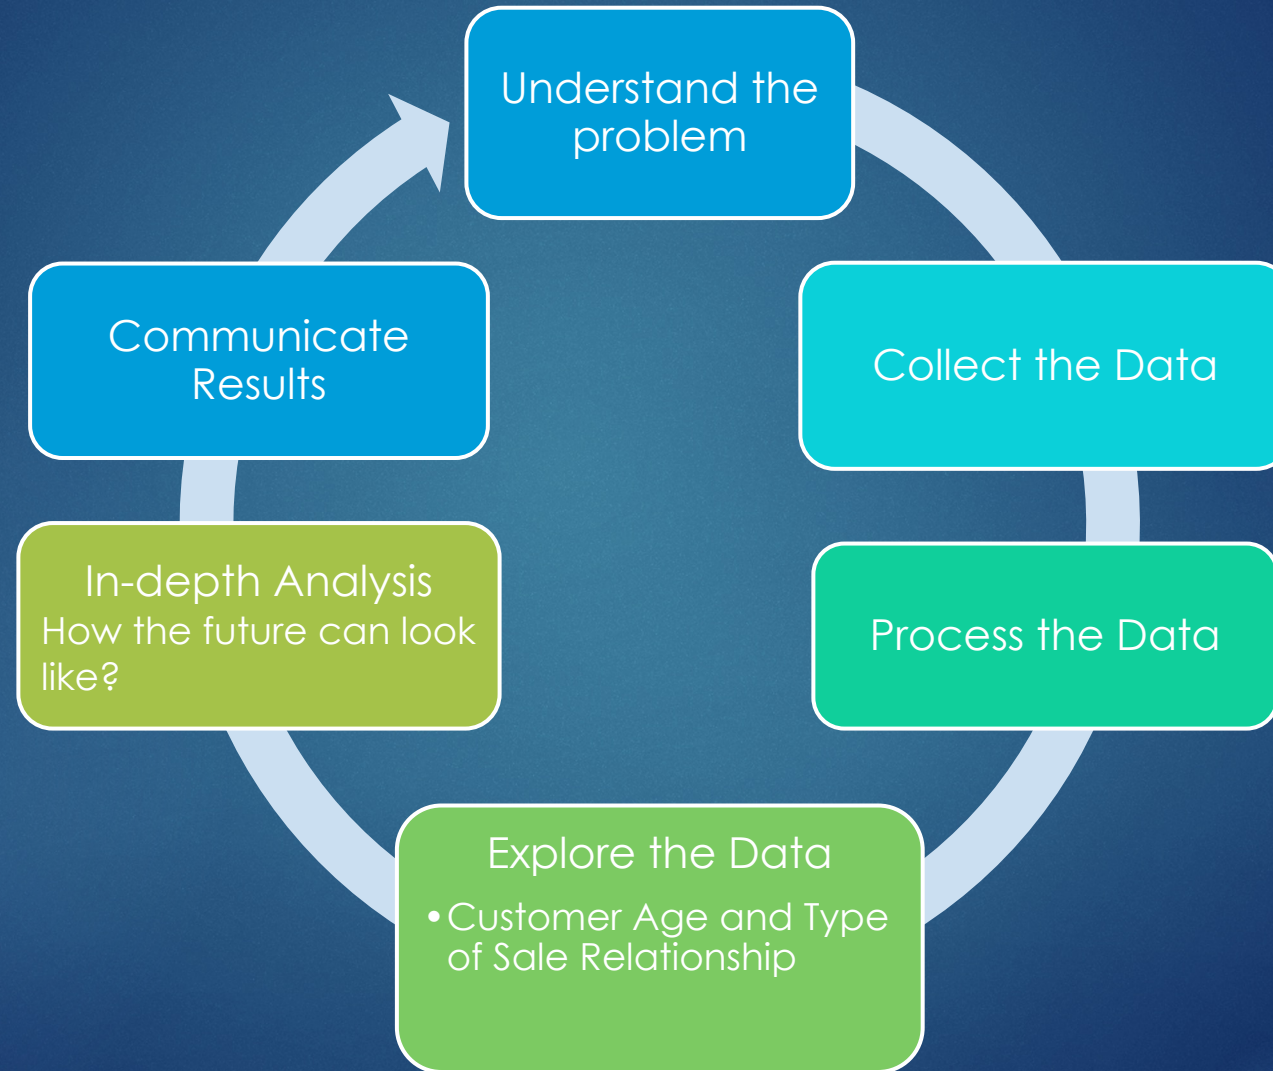 Understand the
problem
Collect the Data
Process the Data
Explore the Data
•Customer Age and Type
of Sale Relationship
In-depth Analysis
How the future can look
like?
Communicate
Results